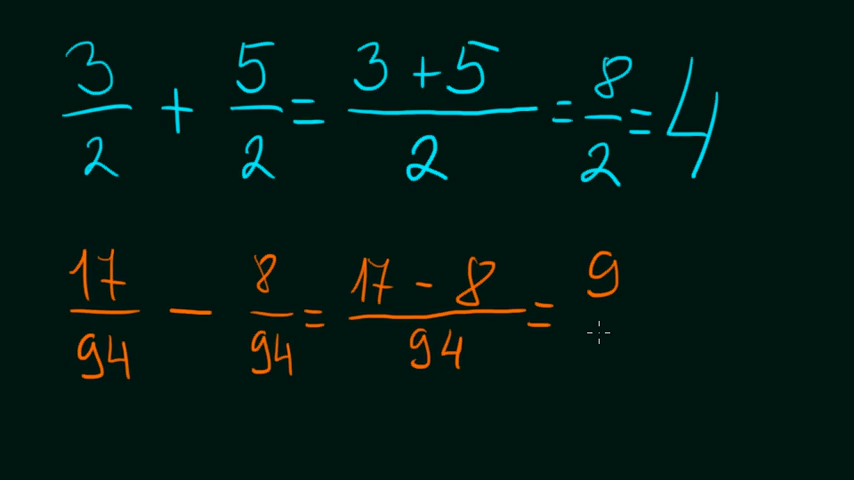 3/2 + 5/2 = 3+5/2 = 8/2 = 4
17/94 - 8/94 = 17-8/94 = 9